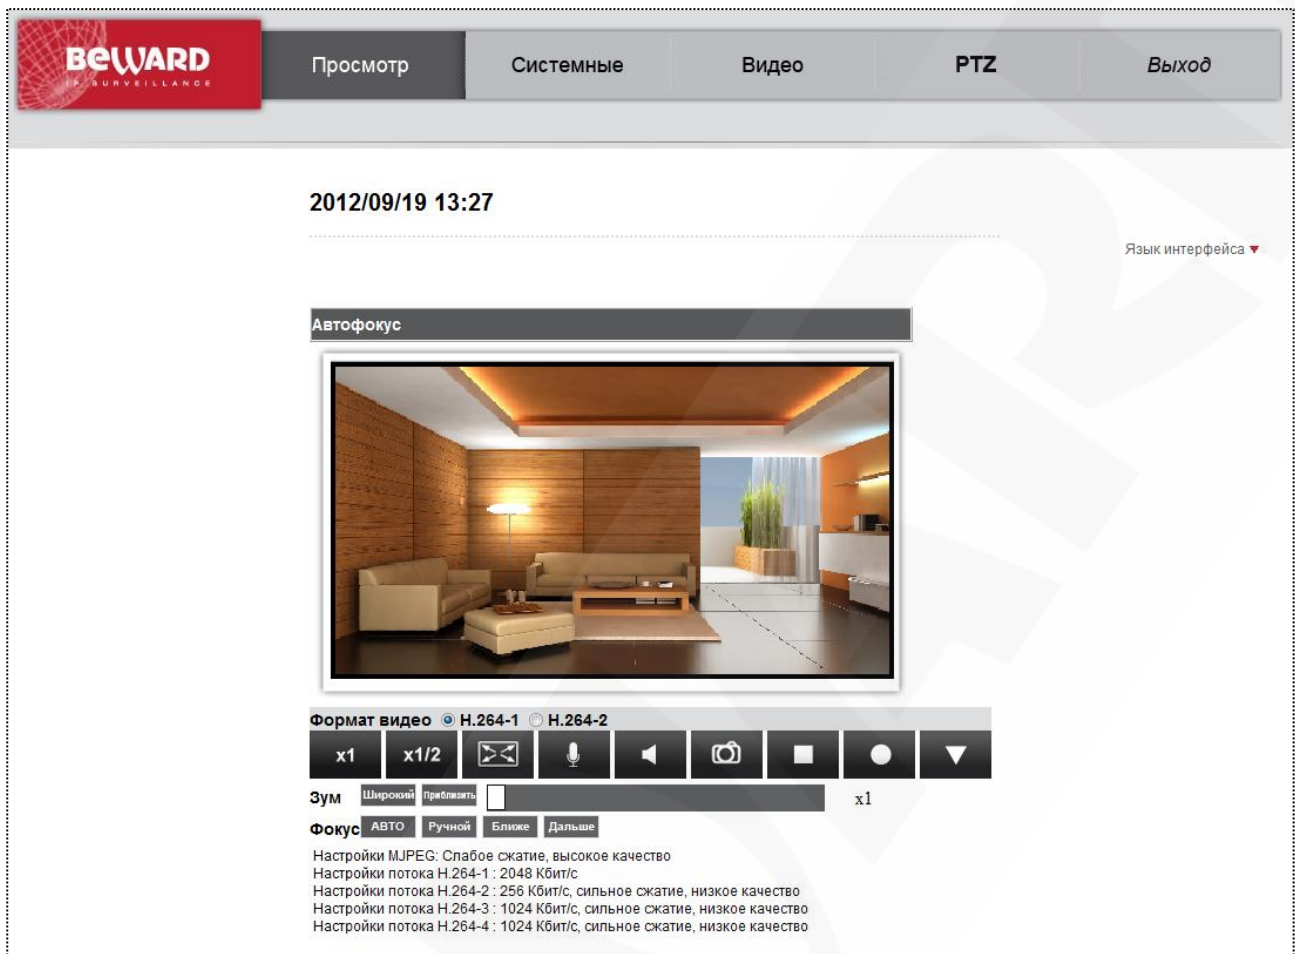 BEWARD
IP SURVEILLANCE
Просмотр Системные Видео PTZ Выход
2012/09/19 13:27
Язык интерфейса
Автофокус
Формат видео H.264-1 H.264-2
x1 x1/2
Зум Широкий Приблизить x1
Фокус АВТО Ручной Ближе Дальше
Настройки MJPEG: Слабое сжатие, высокое качество
Настройки потока H.264-1 : 2048 Кбит/с
Настройки потока H.264-2 : 256 Кбит/с, сильное сжатие, низкое качество
Настройки потока H.264-3 : 1024 Кбит/с, сильное сжатие, низкое качество
Настройки потока H.264-4 : 1024 Кбит/с, сильное сжатие, низкое качество